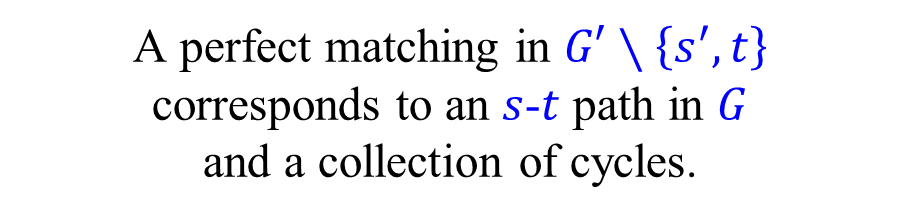 A perfect matching in G′ \ {s′, t}
corresponds to an s-t path in G
and a collection of cycles.